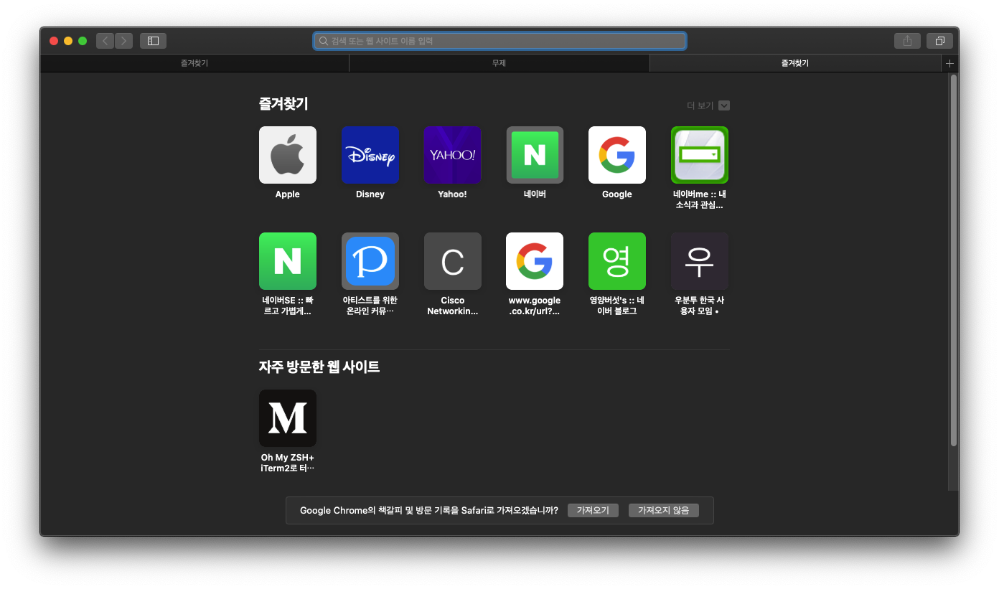 검색 또는 웹 사이트 이름 입력
즐겨찾기
무제
즐겨찾기
즐겨찾기
더 보기
Disney
YAHOO!
N
G
Apple
Disney
Yahoo!
네이버
Google
네이버me :: 내
소식과 관심...
N
P
C
G
영
우
네이버SE :: 빠
르고 가볍게...
아티스트를 위한
온라인 커뮤…
Cisco
Networkin...
www.google
.co.kr/url?...
영양버섯's :: 네
이버 블로그
우분투 한국 사
용자 모임 •
자주 방문한 웹 사이트
M
Oh My ZSH+
iTerm2로 터…
Google Chrome의 책갈피 및 방문 기록을 Safari로 가져오겠습니까?
가져오기
가져오지 않음